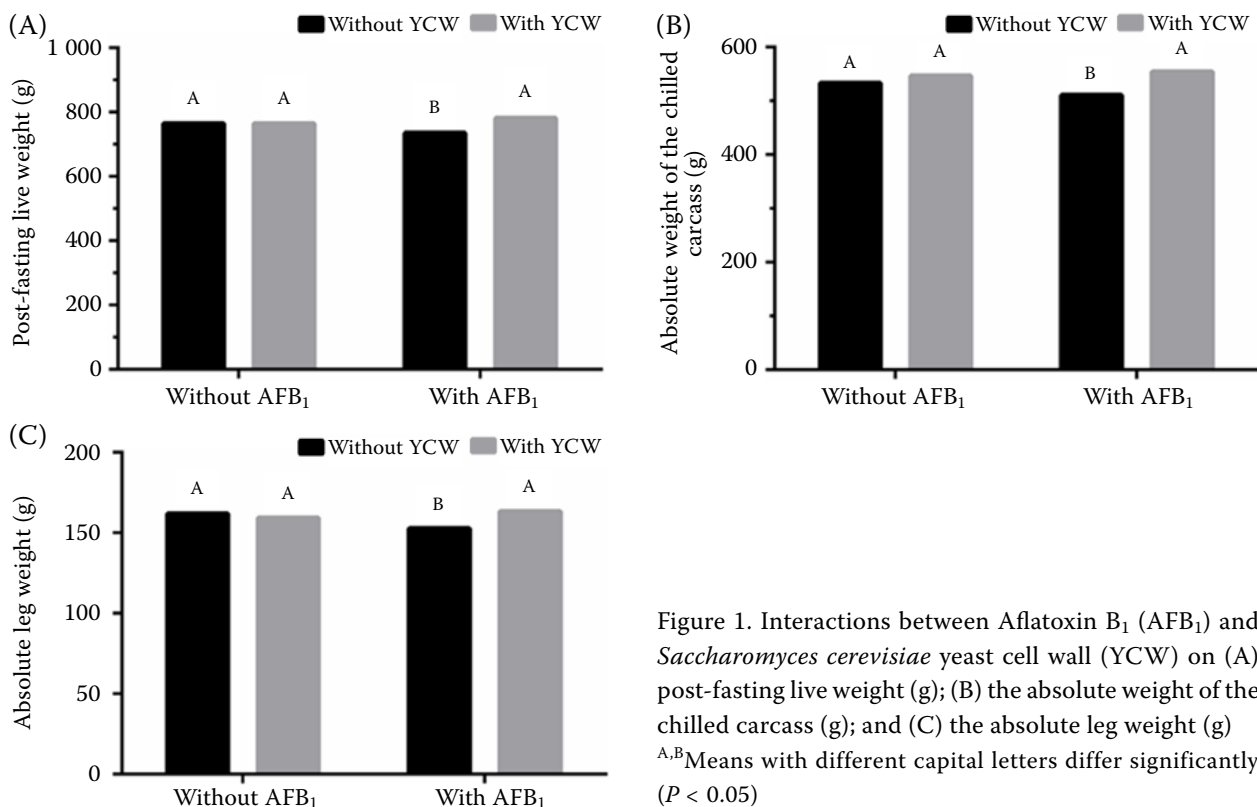 (A)
Without YCW With YCW
Post-fasting live weight (g)
1 000
800
600
400
200
0
A
A
B
A
Without AFB₁
With AFB₁
(B)
Without YCW With YCW
Absolute weight of the chilled
carcass (g)
600
400
200
0
A
A
B
A
Without AFB₁
With AFB₁
(C)
Without YCW With YCW
Absolute leg weight (g)
200
150
100
50
0
A
A
B
A
Without AFB₁
With AFB₁
Figure 1. Interactions between Aflatoxin B₁ (AFB₁) and
Saccharomyces cerevisiae yeast cell wall (YCW) on (A)
post-fasting live weight (g); (B) the absolute weight of the
chilled carcass (g); and (C) the absolute leg weight (g)
A,BMeans with different capital letters differ significantly
(P < 0.05)